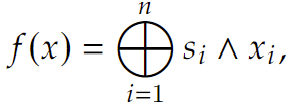 f(x) = ⨁_{i=1}^{n} s_i ∧ x_i,